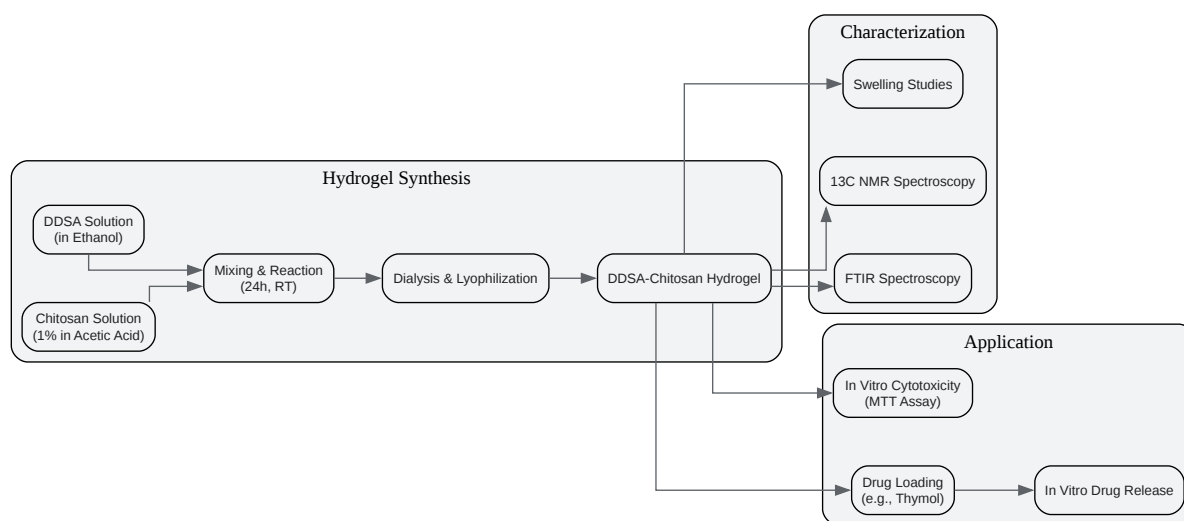 Hydrogel Synthesis
DDSA Solution
(in Ethanol)
Chitosan Solution
(1% in Acetic Acid)
Mixing & Reaction
(24h, RT)
Dialysis & Lyophilization
DDSA-Chitosan Hydrogel
Characterization
Swelling Studies
13C NMR Spectroscopy
FTIR Spectroscopy
Application
In Vitro Cytotoxicity
(MTT Assay)
Drug Loading
(e.g., Thymol)
In Vitro Drug Release